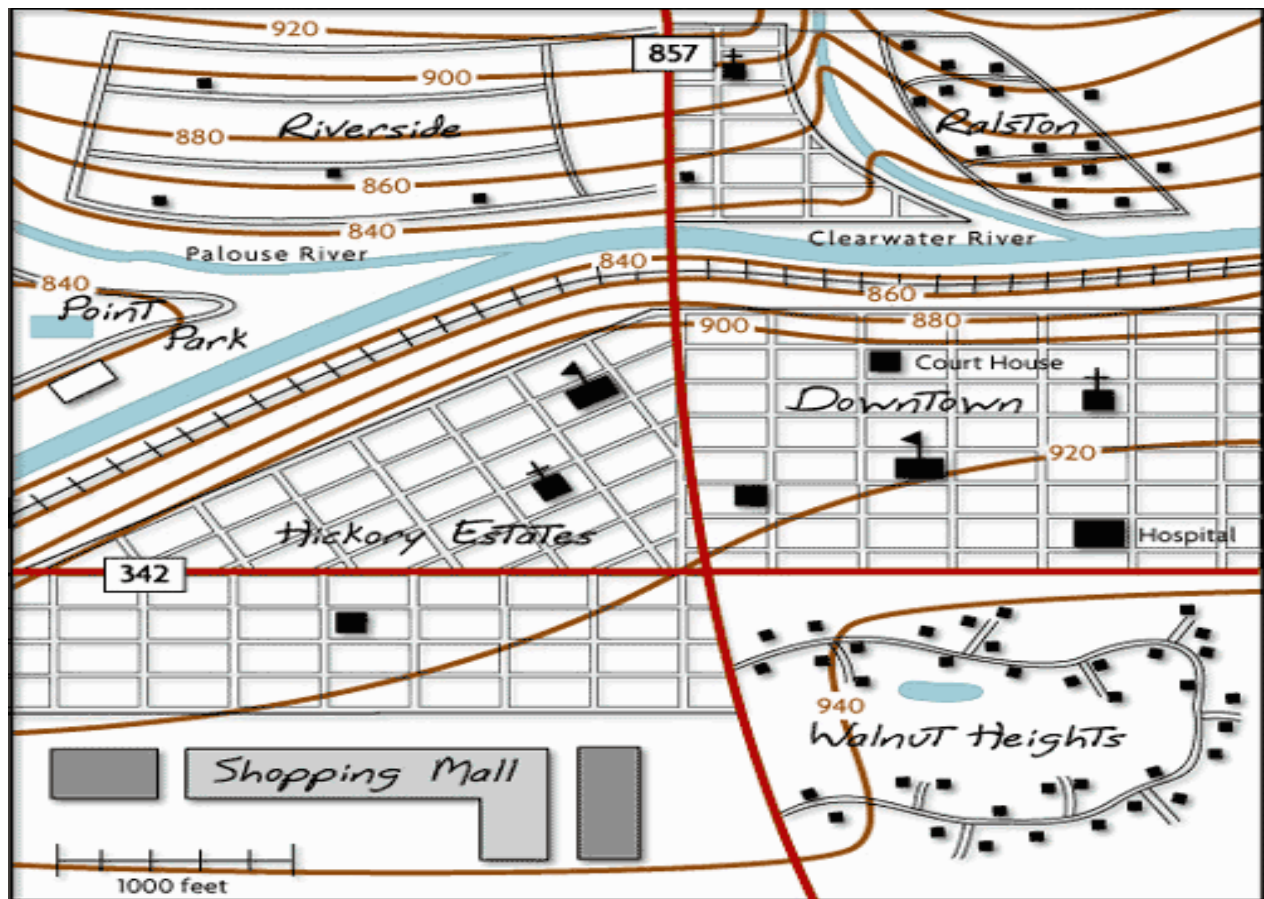 920
857
900
Riverside
880
Ralston
860
840
Palouse River
Clearwater River
840
840
860
Point
Park
900
880
Court House
Downtown
920
Hickory Estates
Hospital
342
940
Walnut Heights
Shopping Mall
1000 feet